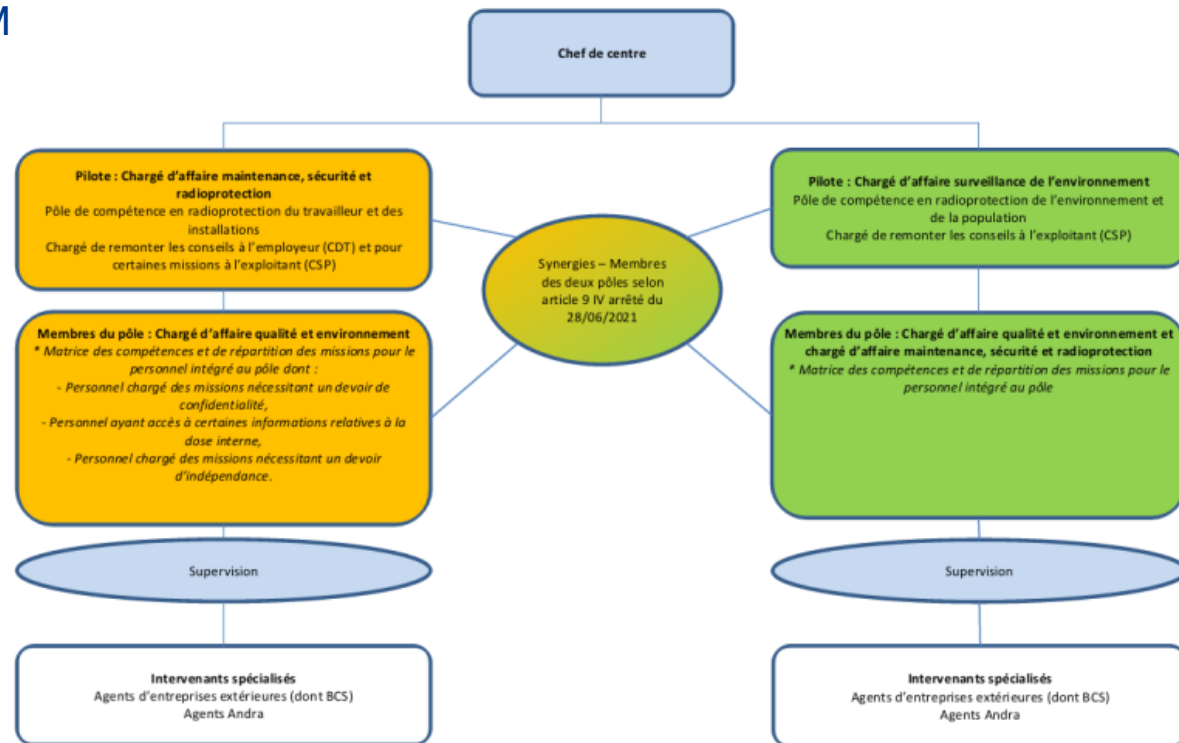 M
Chef de centre
Pilote : Chargé d'affaire maintenance, sécurité et
radioprotection
Pôle de compétence en radioprotection du travailleur et des
installations
Chargé de remonter les conseils à l'employeur (CDT) et pour
certaines missions à l'exploitant (CSP)
Pilote : Chargé d'affaire surveillance de l'environnement
Pôle de compétence en radioprotection de l'environnement et
de la population
Chargé de remonter les conseils à l'exploitant (CSP)
Synergies – Membres
des deux pôles selon
article 9 IV arrêté du
28/06/2021
Membres du pôle : Chargé d'affaire qualité et environnement
* Matrice des compétences et de répartition des missions pour le
personnel intégré au pôle dont :
- Personnel chargé des missions nécessitant un devoir de
confidentialité,
- Personnel ayant accès à certaines informations relatives à la
dose interne,
- Personnel chargé des missions nécessitant un devoir
d'indépendance.
Membres du pôle : Chargé d'affaire qualité et environnement et
chargé d'affaire maintenance, sécurité et radioprotection
* Matrice des compétences et de répartition des missions pour le
personnel intégré au pôle
Supervision
Supervision
Intervenants spécialisés
Agents d'entreprises extérieures (dont BCS)
Agents Andra
Intervenants spécialisés
Agents d'entreprises extérieures (dont BCS)
Agents Andra